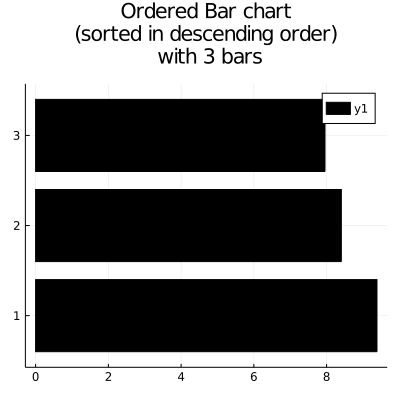 Ordered Bar chart
(sorted in descending order)
with 3 bars
y1
3
2
1
0 2 4 6 8